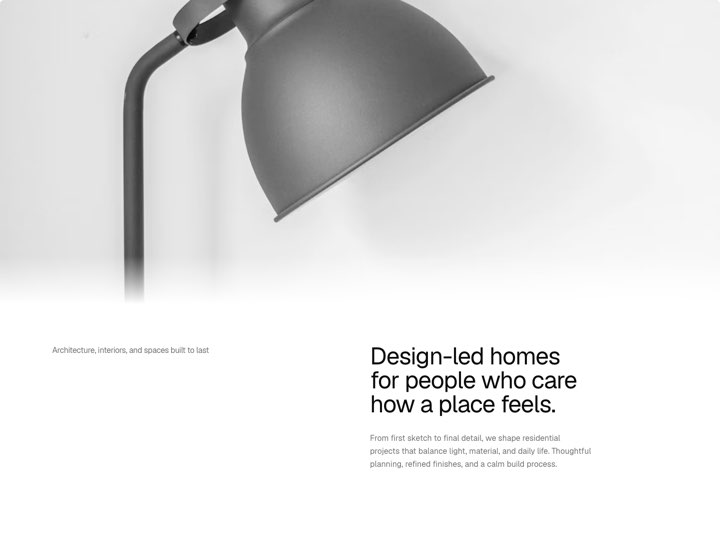 Architecture, interiors, and spaces built to last
Design-led homes
for people who care
how a place feels.
From first sketch to final detail, we shape residential
projects that balance light, material, and daily life. Thoughtful
planning, refined finishes, and a calm build process.